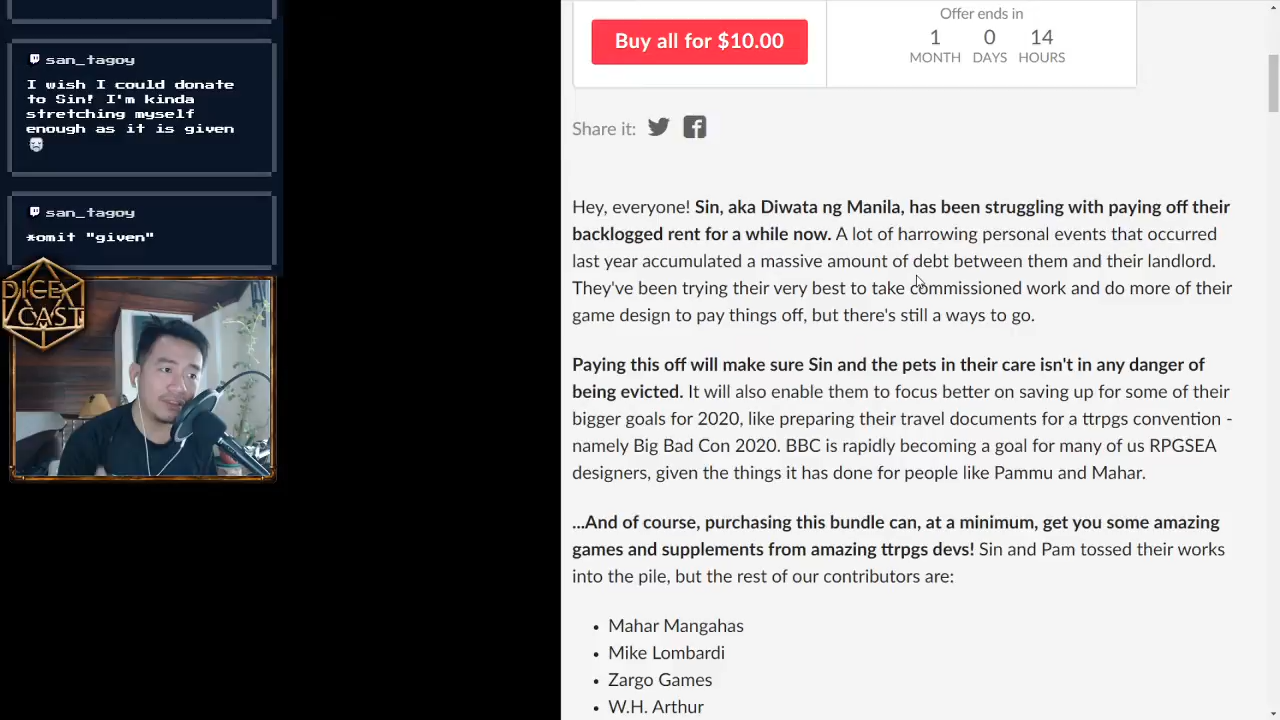 san_tagoy
I wish I could donate
to Sin! I'm kinda
stretching myself
enough as it is given
san_tagoy
*omit "given"
DICE
CAST
Buy all for $10.00
Offer ends in
1 0 14
MONTH DAYS HOURS
Share it:
Hey, everyone! Sin, aka Diwata ng Manila, has been struggling with paying off their
backlogged rent for a while now. A lot of harrowing personal events that occurred
last year accumulated a massive amount of debt between them and their landlord.
They've been trying their very best to take commissioned work and do more of their
game design to pay things off, but there's still a ways to go.
Paying this off will make sure Sin and the pets in their care isn't in any danger of
being evicted. It will also enable them to focus better on saving up for some of their
bigger goals for 2020, like preparing their travel documents for a ttrpgs convention -
namely Big Bad Con 2020. BBC is rapidly becoming a goal for many of us RPGSEA
designers, given the things it has done for people like Pammu and Mahar.
...And of course, purchasing this bundle can, at a minimum, get you some amazing
games and supplements from amazing ttrpgs devs! Sin and Pam tossed their works
into the pile, but the rest of our contributors are:
• Mahar Mangahas
• Mike Lombardi
• Zargo Games
• W.H. Arthur